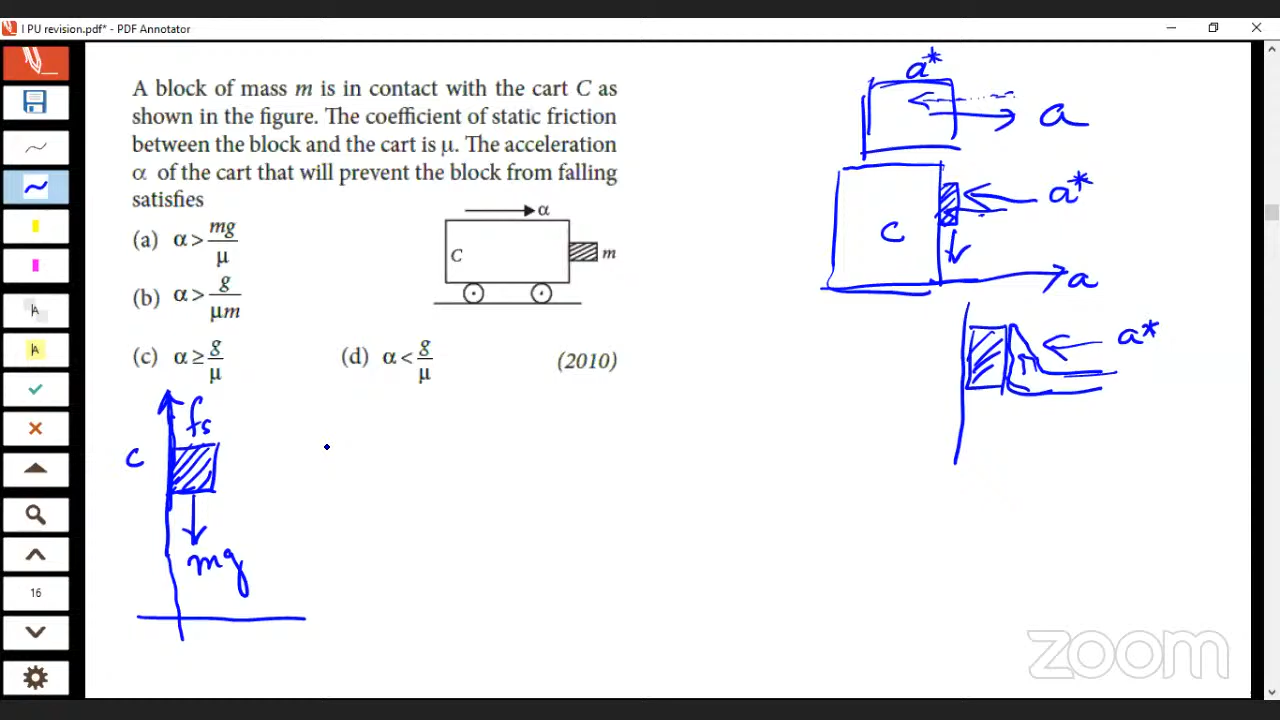 I PU revision.pdf* - PDF Annotator
A block of mass m is in contact with the cart C as
shown in the figure. The coefficient of static friction
between the block and the cart is μ. The acceleration
α of the cart that will prevent the block from falling
satisfies
(a) α > mg/μ
(b) α > g/μm
(c) α ≥ g/μ
(d) α < g/μ
(2010)
α
C
m
a*
a
a*
C
a
a*
fs
C
mg
A
A
16
zoom